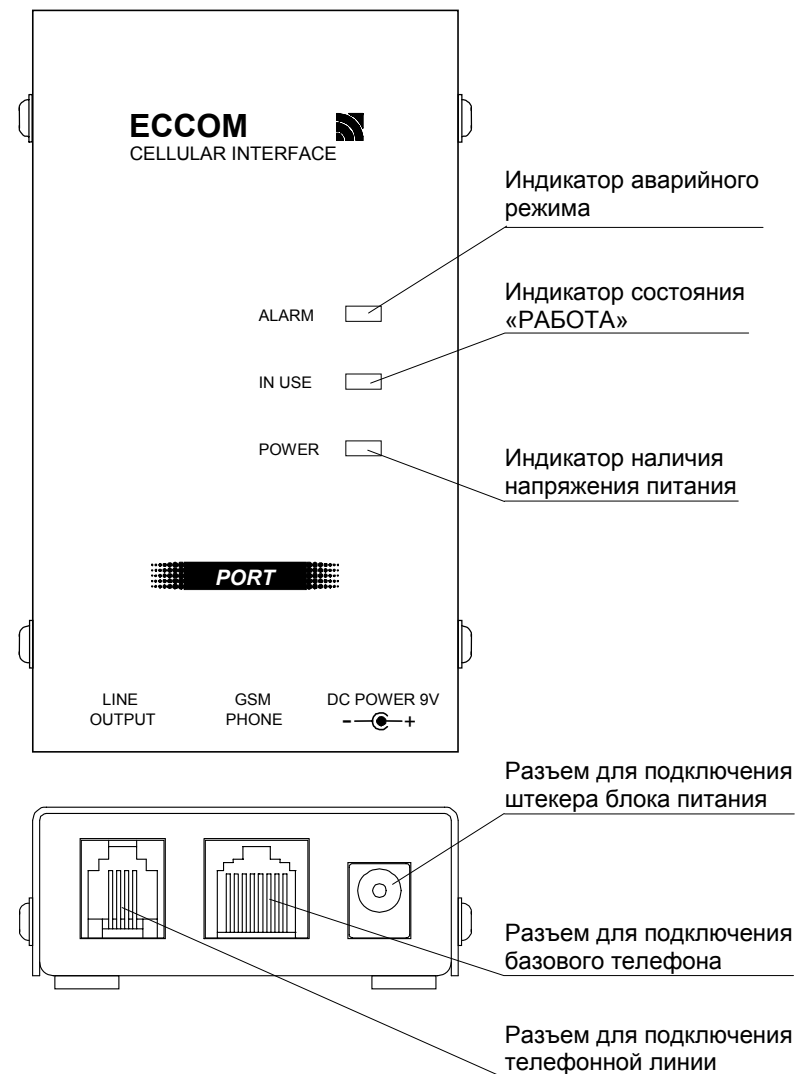 ECCOM
CELLULAR INTERFACE
Индикатор аварийного
режима
ALARM
Индикатор состояния
«РАБОТА»
IN USE
POWER
Индикатор наличия
напряжения питания
PORT
LINE
OUTPUT
GSM
PHONE
DC POWER 9V
- +
Разъем для подключения
штекера блока питания
Разъем для подключения
базового телефона
Разъем для подключения
телефонной линии